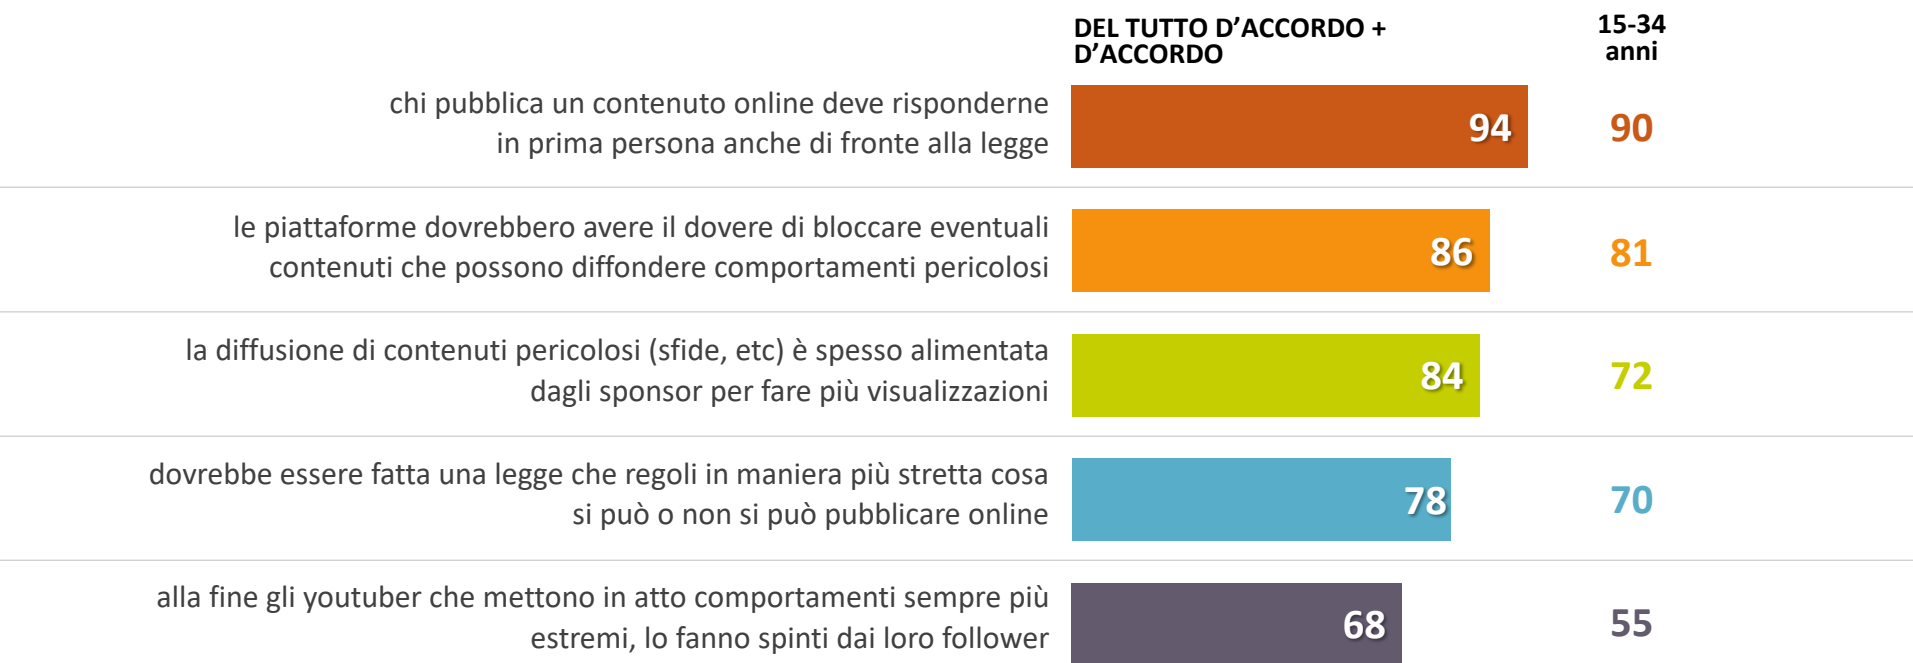 DEL TUTTO D’ACCORDO +
D’ACCORDO
15-34
anni
chi pubblica un contenuto online deve risponderne
in prima persona anche di fronte alla legge
94
90
le piattaforme dovrebbero avere il dovere di bloccare eventuali
contenuti che possono diffondere comportamenti pericolosi
86
81
la diffusione di contenuti pericolosi (sfide, etc) è spesso alimentata
dagli sponsor per fare più visualizzazioni
84
72
dovrebbe essere fatta una legge che regoli in maniera più stretta cosa
si può o non si può pubblicare online
78
70
alla fine gli youtuber che mettono in atto comportamenti sempre più
estremi, lo fanno spinti dai loro follower
68
55